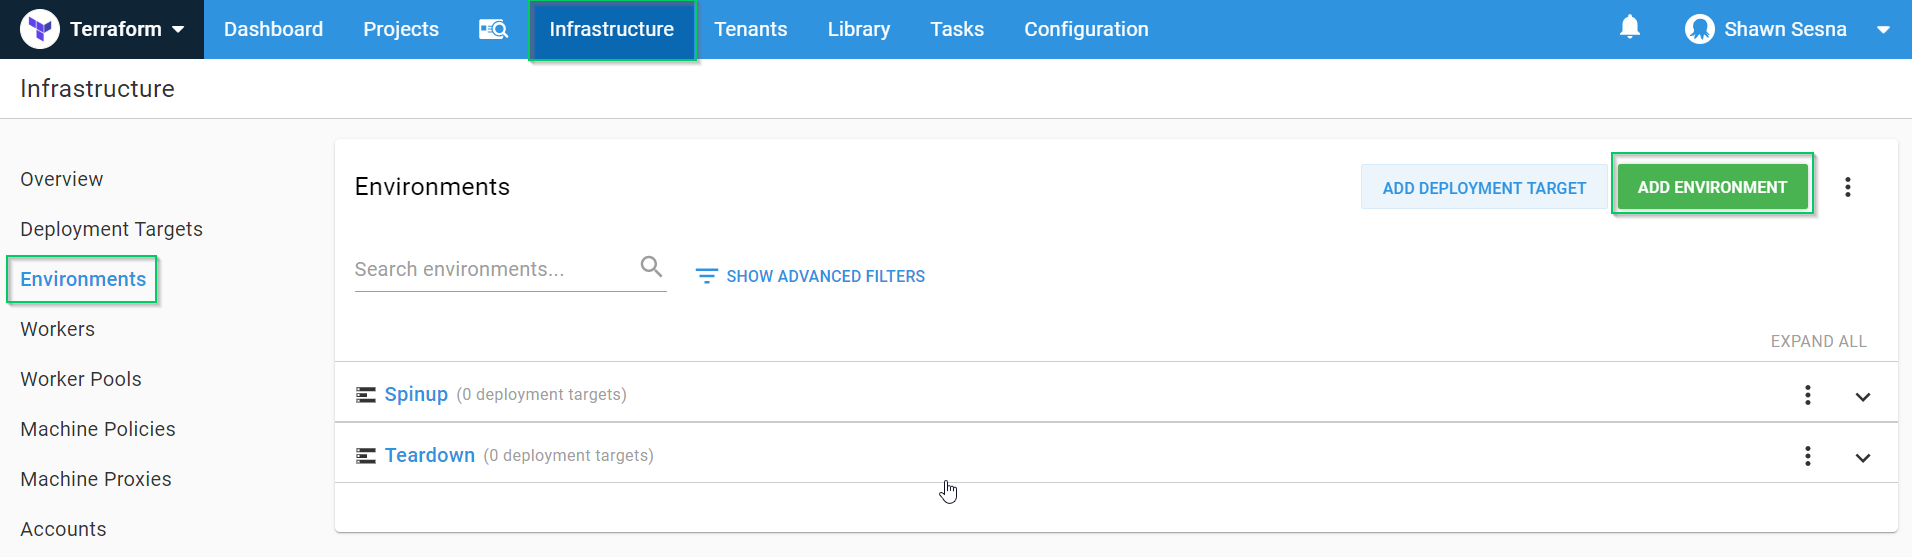 Terraform Dashboard Projects Infrastructure Tenants Library Tasks Configuration Shawn Sesna
Infrastructure
Overview
Deployment Targets
Environments
Workers
Worker Pools
Machine Policies
Machine Proxies
Accounts
Environments ADD DEPLOYMENT TARGET ADD ENVIRONMENT
Search environments... SHOW ADVANCED FILTERS
EXPAND ALL
Spinup (0 deployment targets)
Teardown (0 deployment targets)